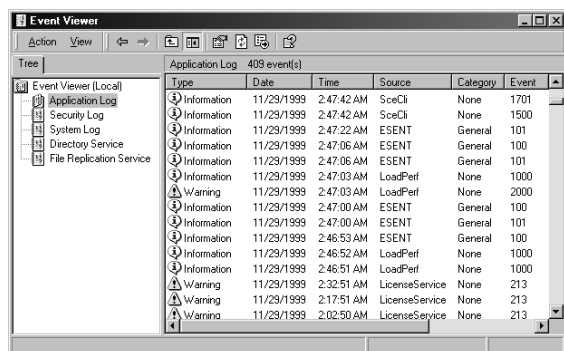 Event Viewer
Action View
Tree
Application Log 409 event(s)
Event Viewer (Local)
Application Log
Security Log
System Log
Directory Service
File Replication Service
Type Date Time Source Category Event
Information 11/29/1999 2:47:42 AM SceCli None 1701
Information 11/29/1999 2:47:42 AM SceCli None 1500
Information 11/29/1999 2:47:22 AM ESENT General 101
Information 11/29/1999 2:47:06 AM ESENT General 100
Information 11/29/1999 2:47:06 AM ESENT General 101
Information 11/29/1999 2:47:03 AM LoadPerf None 1000
Warning 11/29/1999 2:47:03 AM LoadPerf None 2000
Information 11/29/1999 2:47:00 AM ESENT General 100
Information 11/29/1999 2:47:00 AM ESENT General 101
Information 11/29/1999 2:46:53 AM ESENT General 100
Information 11/29/1999 2:46:52 AM LoadPerf None 1000
Information 11/29/1999 2:46:51 AM LoadPerf None 1000
Warning 11/29/1999 2:32:51 AM LicenseService None 213
Warning 11/29/1999 2:17:51 AM LicenseService None 213
Warning 11/29/1999 2:02:50 AM LicenseService None 213